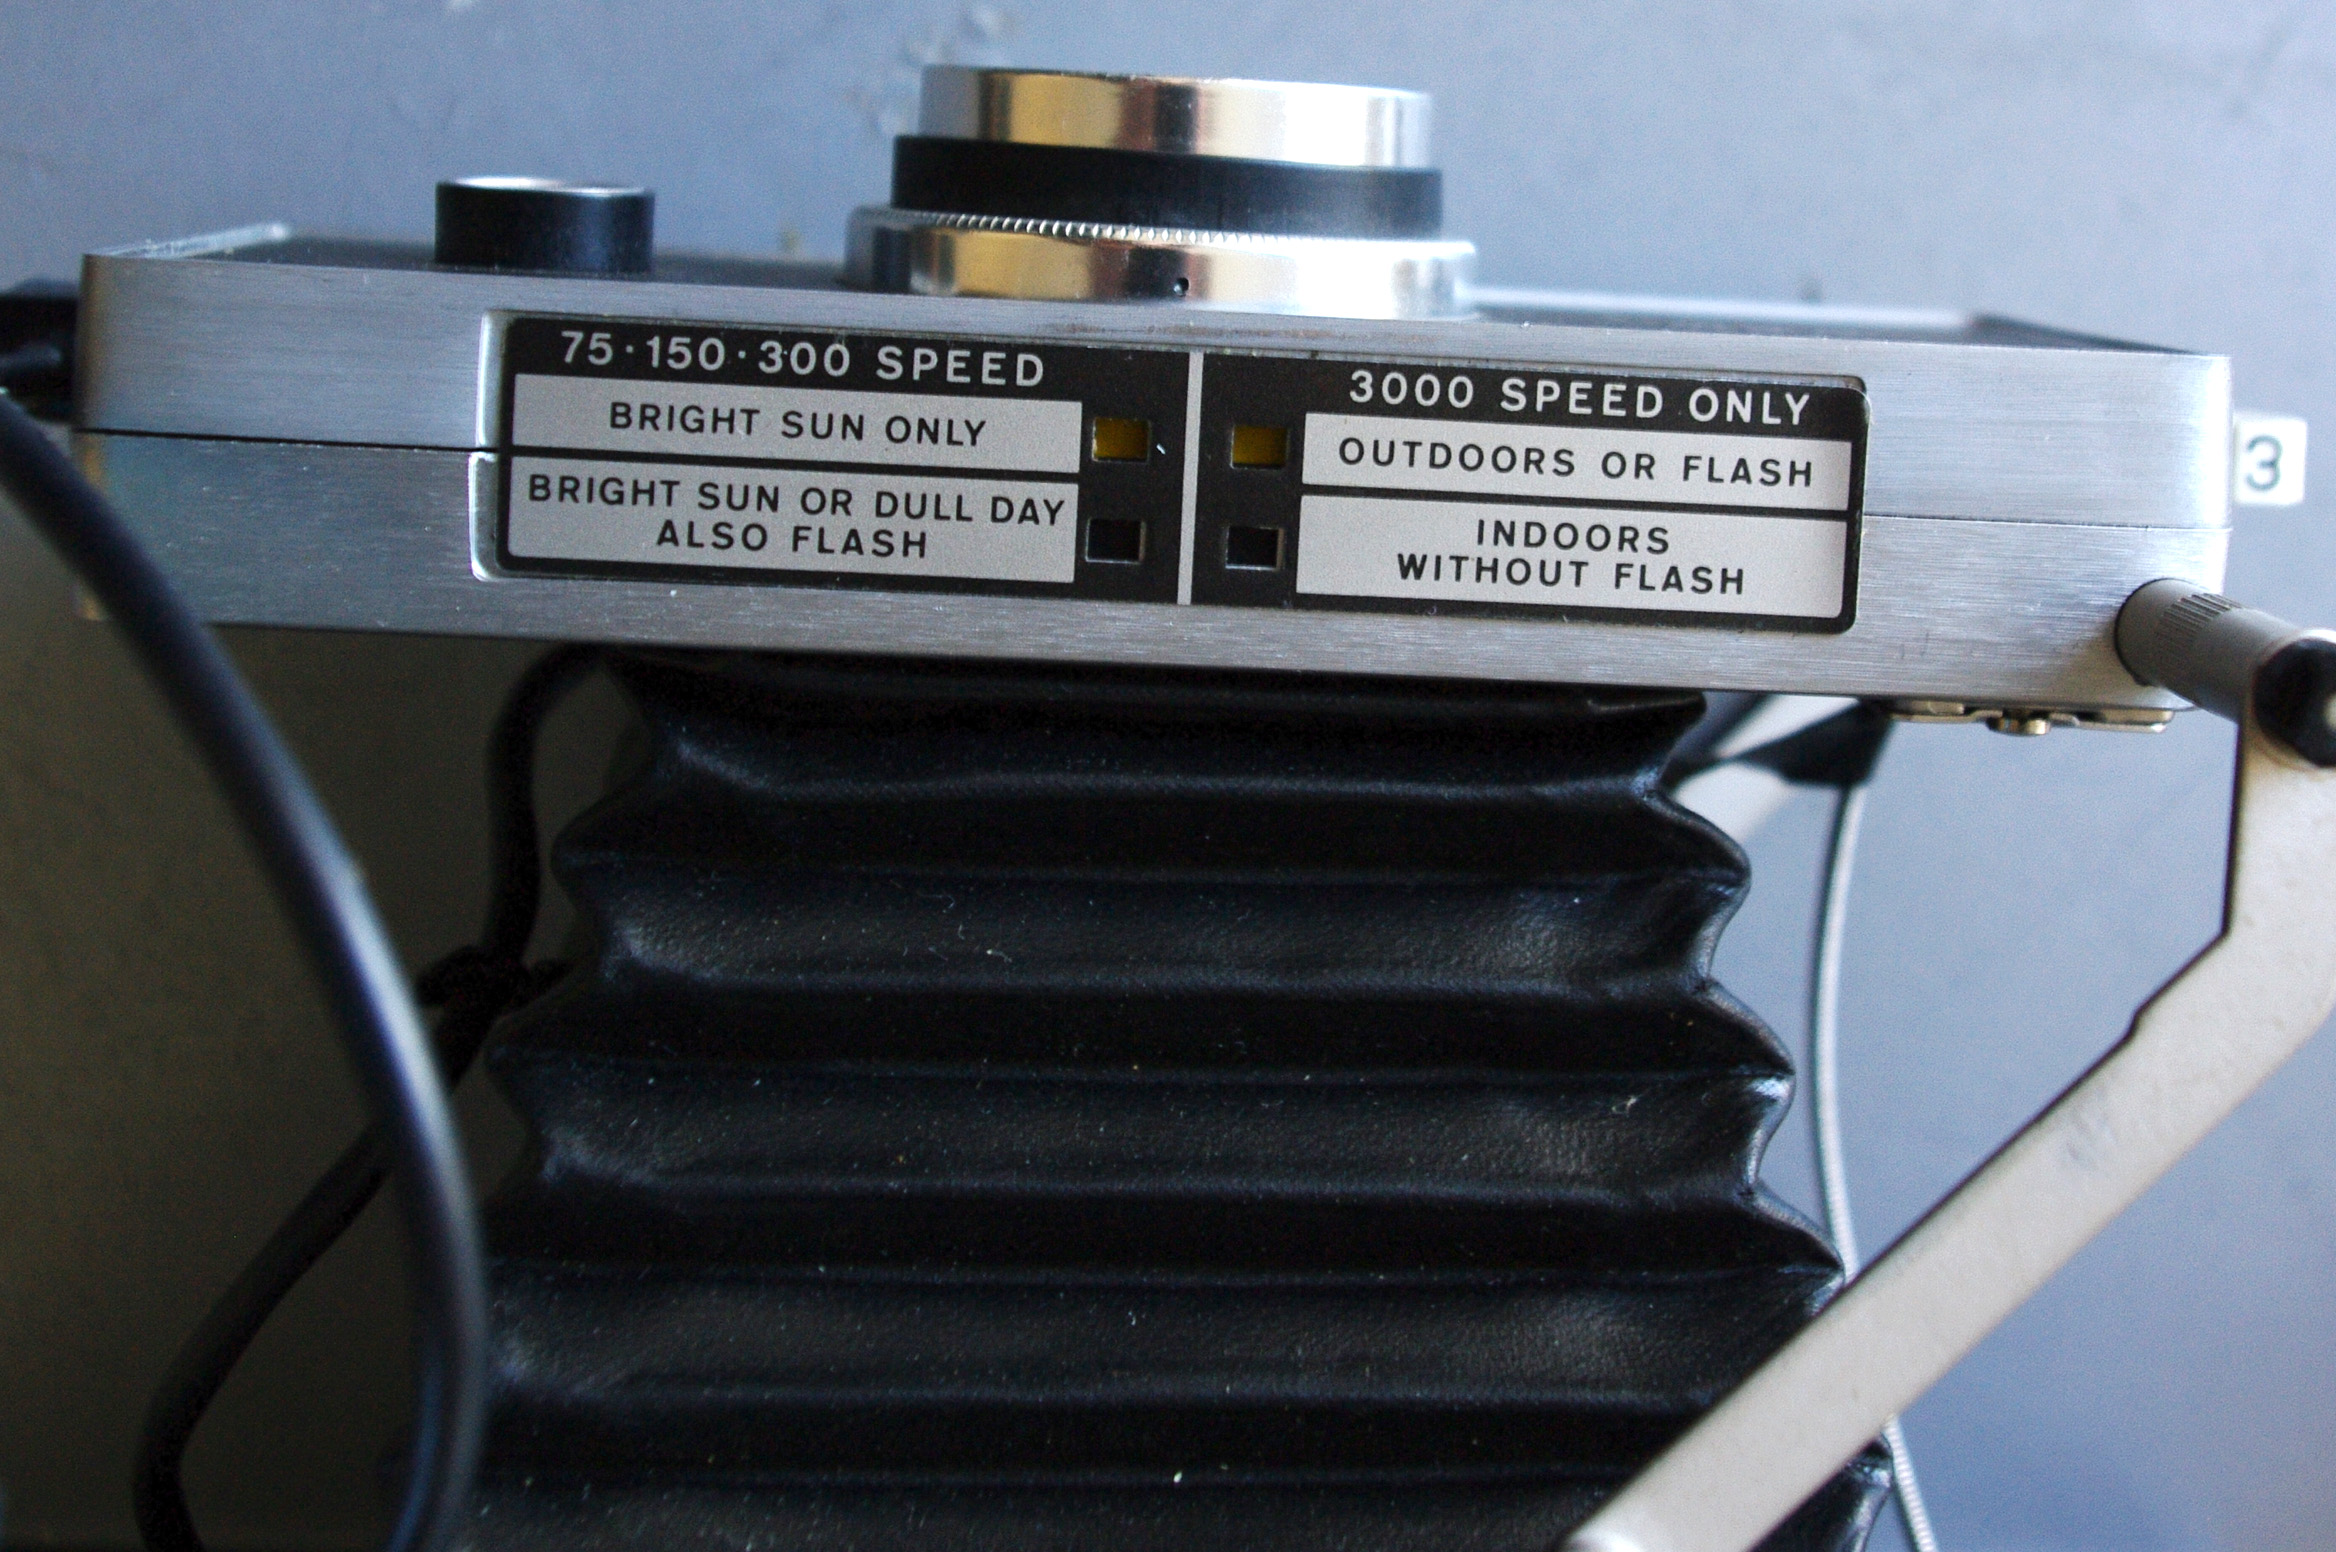 75·150·300 SPEED
BRIGHT SUN ONLY
BRIGHT SUN OR DULL DAY
ALSO FLASH
3000 SPEED ONLY
OUTDOORS OR FLASH
INDOORS
WITHOUT FLASH
3